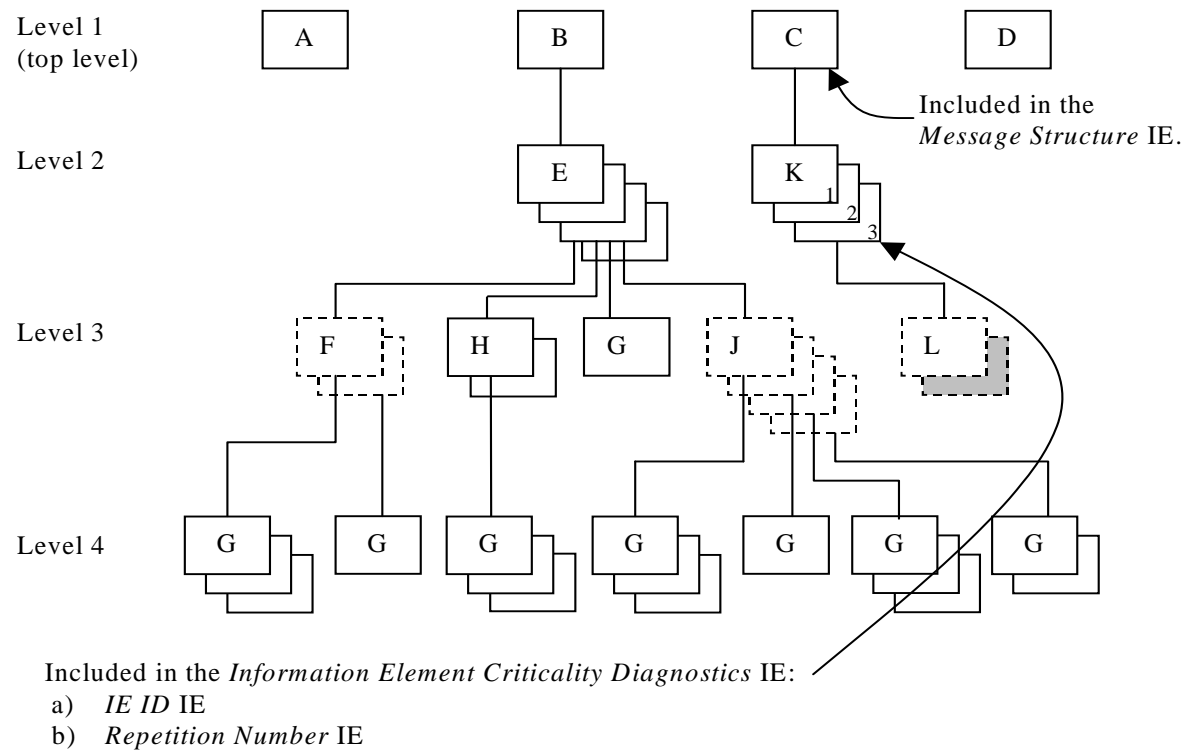 Level 1
(top level)
A
B
C
D
Included in the
Message Structure IE.
Level 2
E
K
1
2
3
Level 3
F
H
G
J
L
Level 4
G
G
G
G
G
G
G
Included in the Information Element Criticality Diagnostics IE:
a) IE ID IE
b) Repetition Number IE